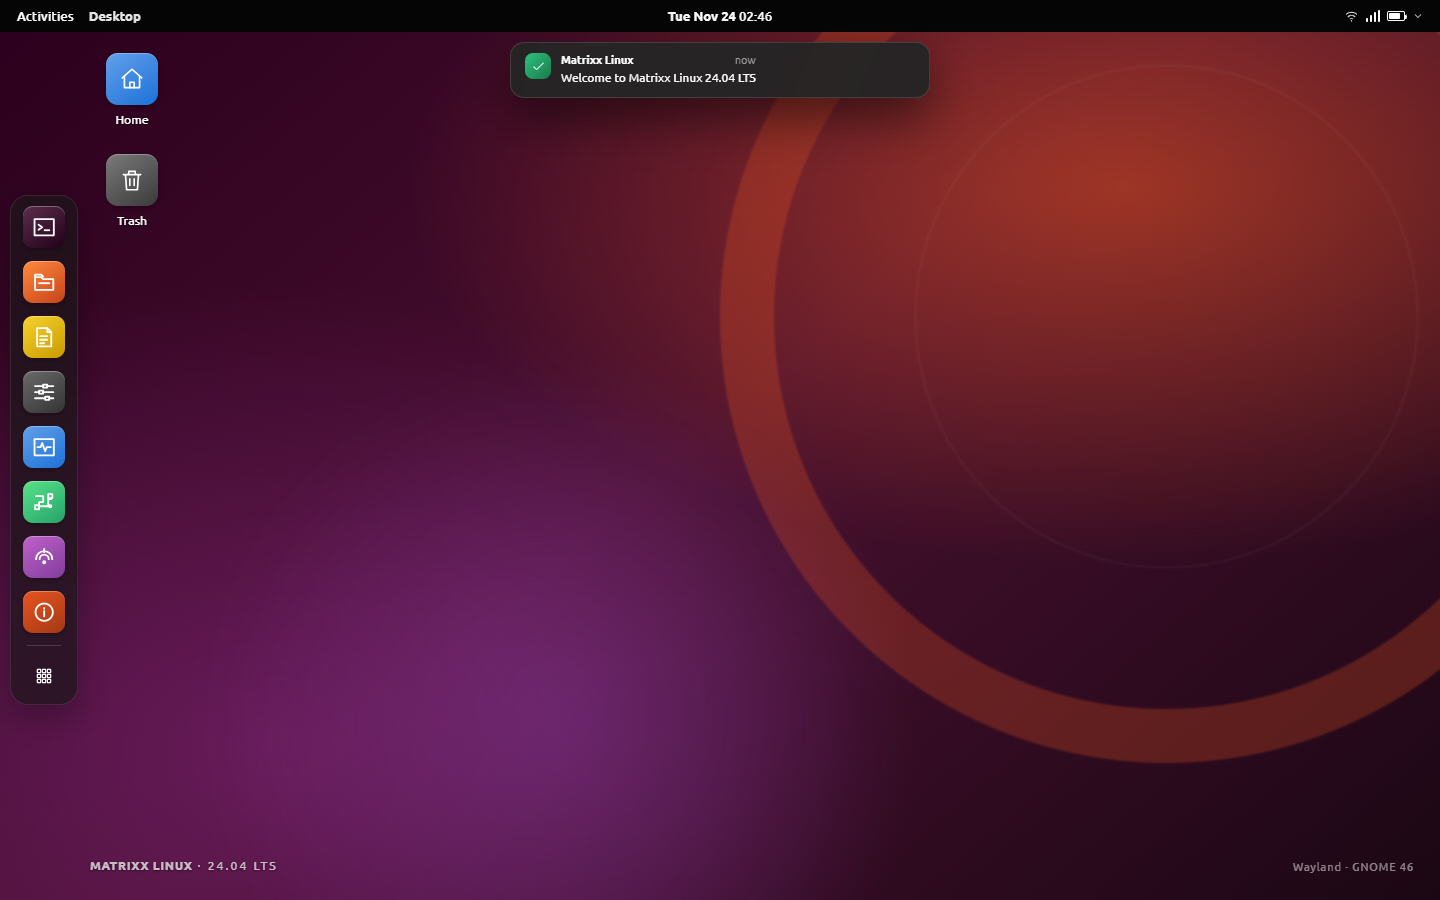 Activities Desktop Tue Nov 24 02:46
Matrixx Linux now
Welcome to Matrixx Linux 24.04 LTS
Home
Trash
MATRIXX LINUX · 24.04 LTS
Wayland · GNOME 46